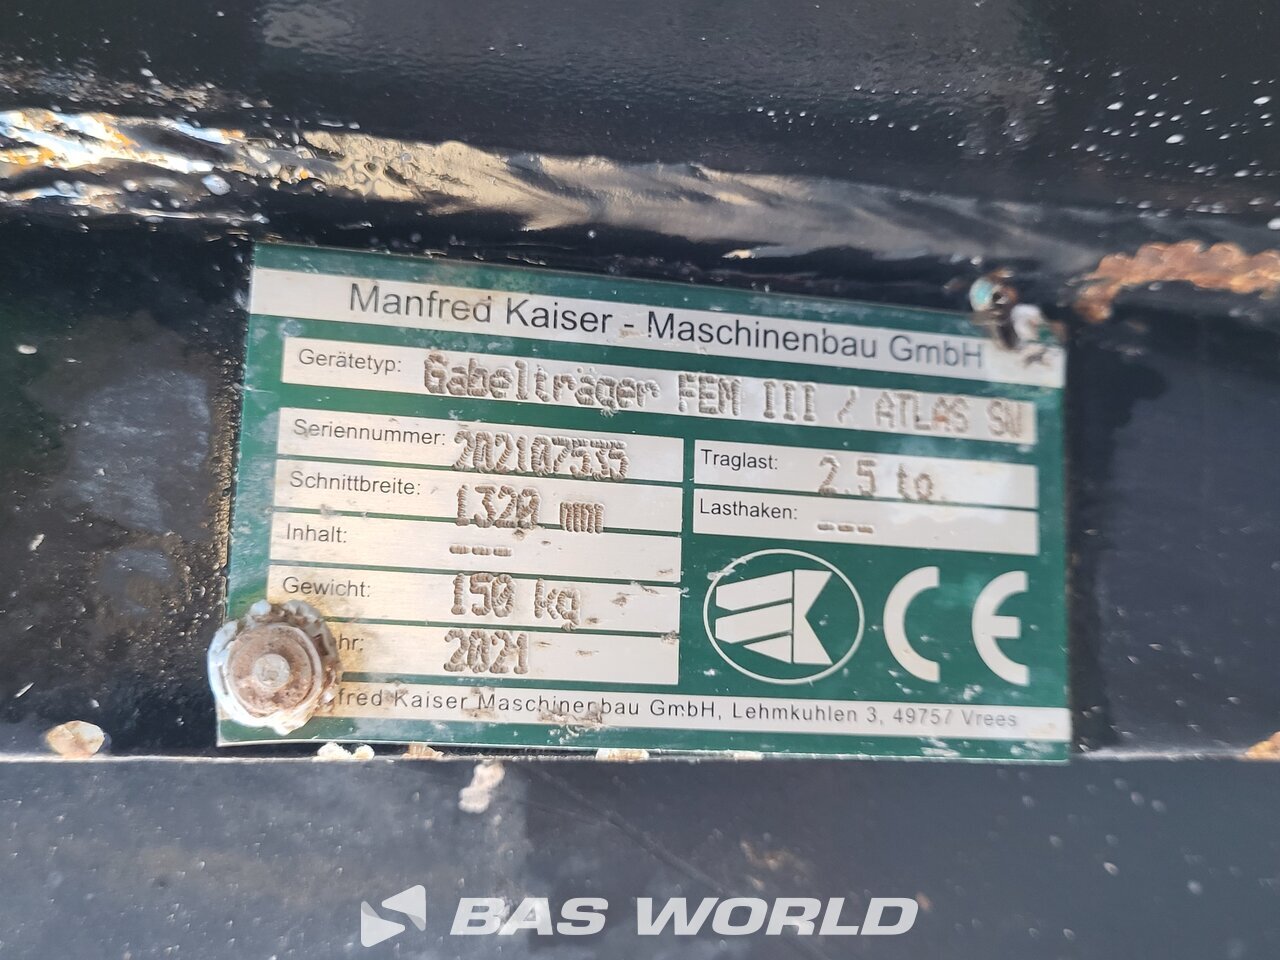 Manfred Kaiser - Maschinenbau GmbH
Gerätetyp: Gabelträger FEM III / ATLAS SW
Seriennummer: 202107535
Traglast: 2.5 to.
Schnittbreite: 1320 mm
Lasthaken: ---
Inhalt: ---
Gewicht: 150 kg
hr: 2021
CE
fred Kaiser Maschinenbau GmbH, Lehmkuhlen 3, 49757 Vrees
BAS WORLD